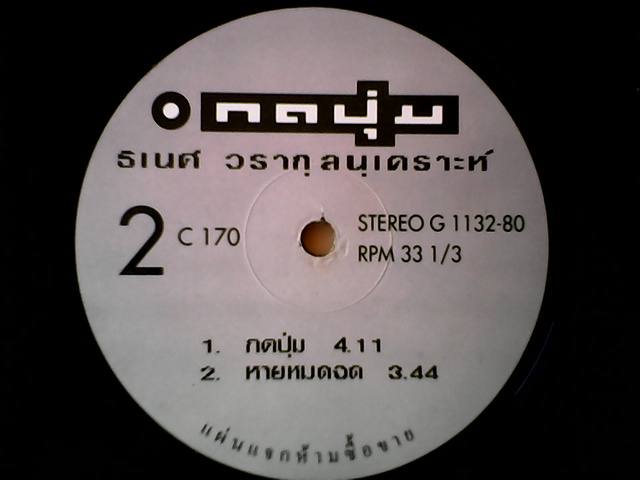 กดปุ่ม
ธเนศ วรากุลนุเคราะห์
2 C 170
STEREO G 1132-80
RPM 33 1/3
1. กดปุ่ม 4.11
2. หายหมดอด 3.44
แผ่นแจกห้ามซื้อขาย